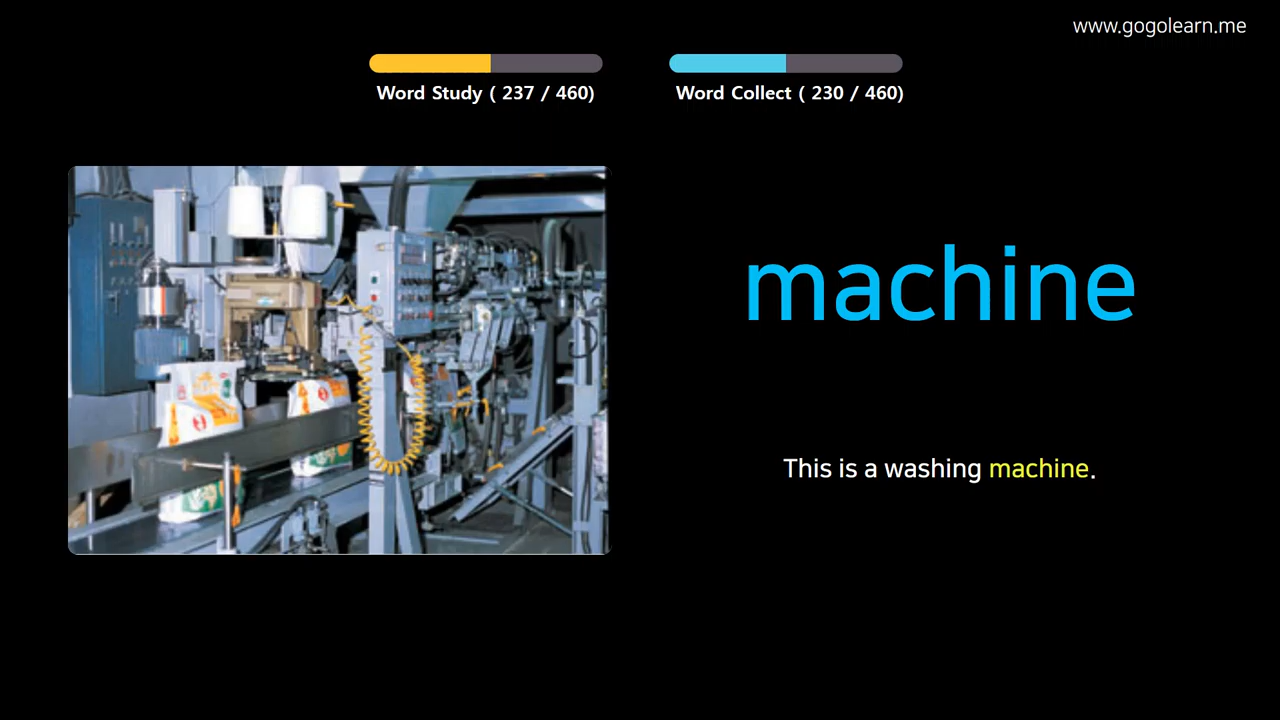 www.gogolearn.me
Word Study ( 237 / 460)
Word Collect ( 230 / 460)
machine
This is a washing machine.